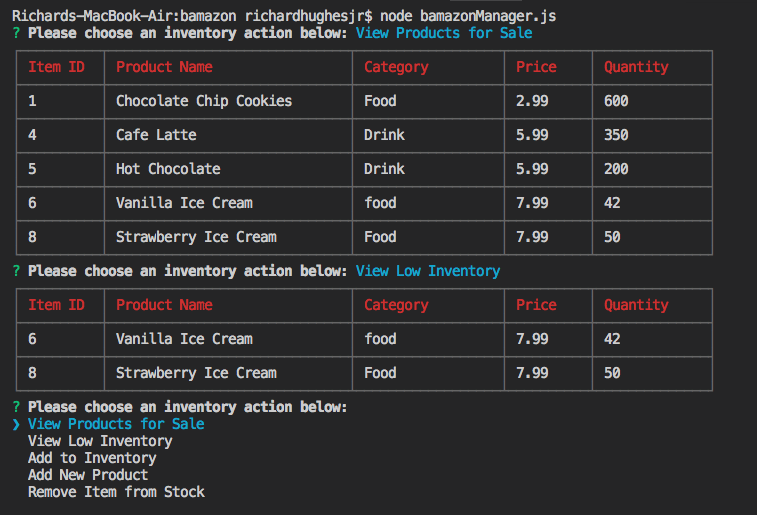 Richards-MacBook-Air:bamazon richardhughesjr$ node bamazonManager.js
? Please choose an inventory action below: View Products for Sale
Item ID Product Name Category Price Quantity
1 Chocolate Chip Cookies Food 2.99 600
4 Cafe Latte Drink 5.99 350
5 Hot Chocolate Drink 5.99 200
6 Vanilla Ice Cream food 7.99 42
8 Strawberry Ice Cream Food 7.99 50
? Please choose an inventory action below: View Low Inventory
Item ID Product Name Category Price Quantity
6 Vanilla Ice Cream food 7.99 42
8 Strawberry Ice Cream Food 7.99 50
? Please choose an inventory action below:
❯ View Products for Sale
View Low Inventory
Add to Inventory
Add New Product
Remove Item from Stock